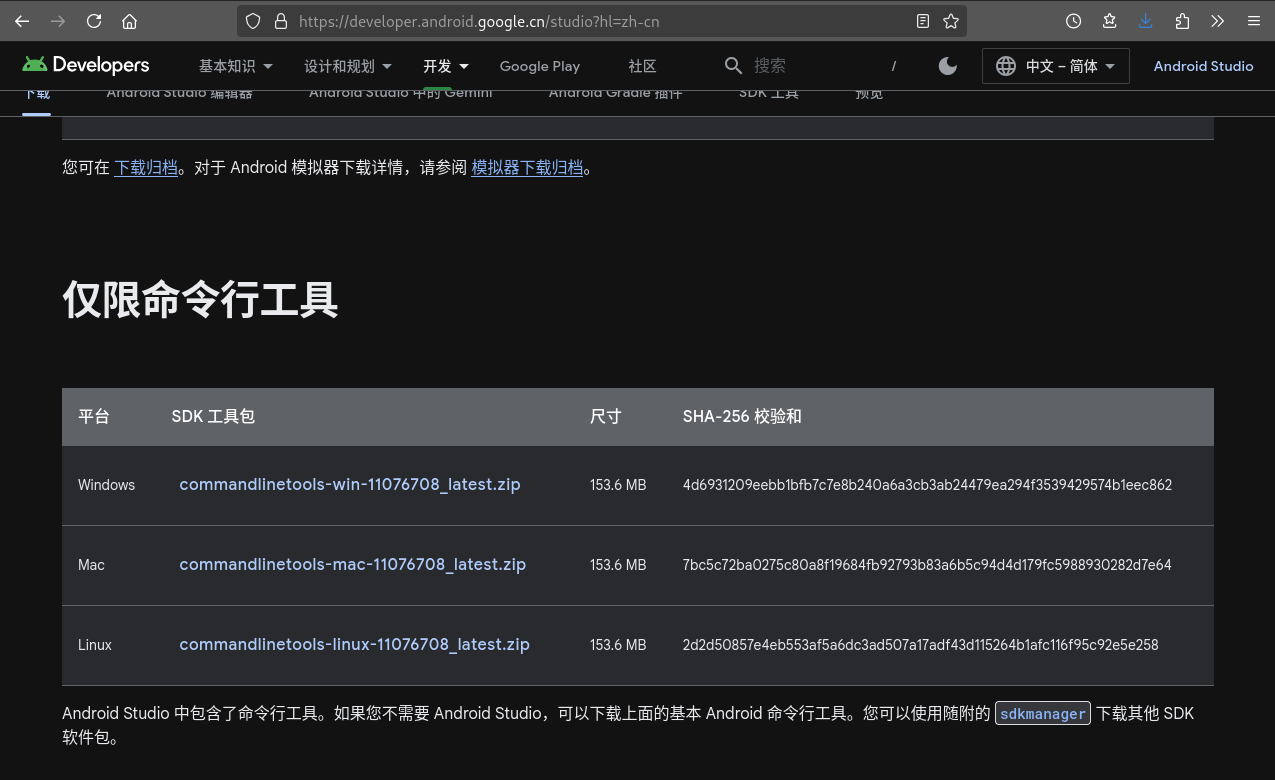 https://developer.android.google.cn/studio?hl=zh-cn
Developers 基本知识 设计和规划 开发 Google Play 社区 搜索 / 中文 – 简体 Android Studio
下载 Android Studio 编辑器 Android Studio 中的 Gemini Android Gradle 插件 SDK 工具 预览
您可在 下载归档。对于 Android 模拟器下载详情，请参阅 模拟器下载归档。
仅限命令行工具
平台 SDK 工具包 尺寸 SHA-256 校验和
Windows commandlinetools-win-11076708_latest.zip 153.6 MB 4d6931209eebb1bfb7c7e8b240a6a3cb3ab24479ea294f3539429574b1eec862
Mac commandlinetools-mac-11076708_latest.zip 153.6 MB 7bc5c72ba0275c80a8f19684fb92793b83a6b5c94d4d179fc5988930282d7e64
Linux commandlinetools-linux-11076708_latest.zip 153.6 MB 2d2d50857e4eb553af5a6dc3ad507a17adf43d115264b1afc116f95c92e5e258
Android Studio 中包含了命令行工具。如果您不需要 Android Studio，可以下载上面的基本 Android 命令行工具。您可以使用随附的 sdkmanager 下载其他 SDK
软件包。